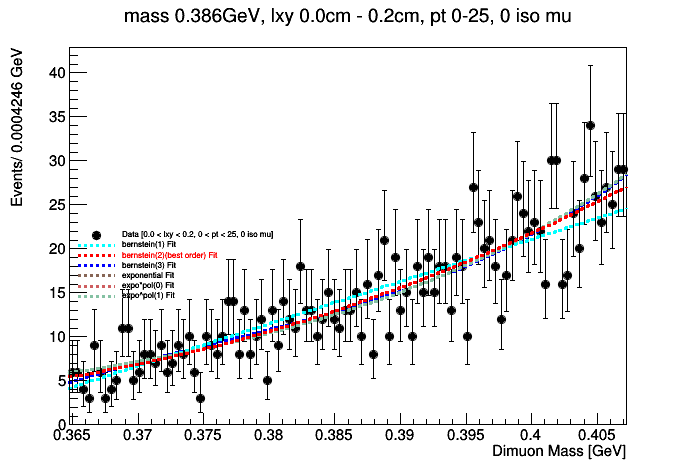 mass 0.386GeV, lxy 0.0cm - 0.2cm, pt 0-25, 0 iso mu
Events/ 0.0004246 GeV
40
35
30
25
20
15
10
5
0
Data [0.0 < lxy < 0.2, 0 < pt < 25, 0 iso mu]
bernstein(1) Fit
bernstein(2)(best order) Fit
bernstein(3) Fit
exponential Fit
expo*pol(0) Fit
expo*pol(1) Fit
0.365 0.37 0.375 0.38 0.385 0.39 0.395 0.4 0.405
Dimuon Mass [GeV]